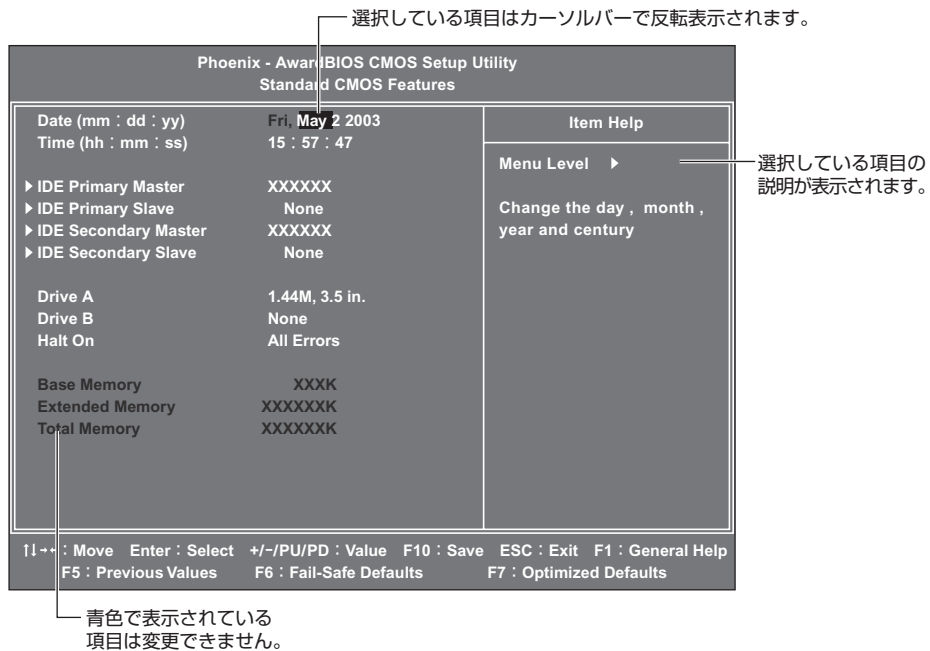 選択している項目はカーソルバーで反転表示されます。
Phoenix - AwardBIOS CMOS Setup Utility
Standard CMOS Features
Date (mm：dd：yy) Fri, May 2 2003
Time (hh：mm：ss) 15：57：47
▶IDE Primary Master XXXXXX
▶IDE Primary Slave None
▶IDE Secondary Master XXXXXX
▶IDE Secondary Slave None
Drive A 1.44M, 3.5 in.
Drive B None
Halt On All Errors
Base Memory XXXK
Extended Memory XXXXXXK
Total Memory XXXXXXK
Item Help
Menu Level ▶
Change the day , month ,
year and century
選択している項目の
説明が表示されます。
↑↓→←：Move Enter：Select +/-/PU/PD：Value F10：Save ESC：Exit F1：General Help
F5：Previous Values F6：Fail-Safe Defaults F7：Optimized Defaults
青色で表示されている
項目は変更できません。